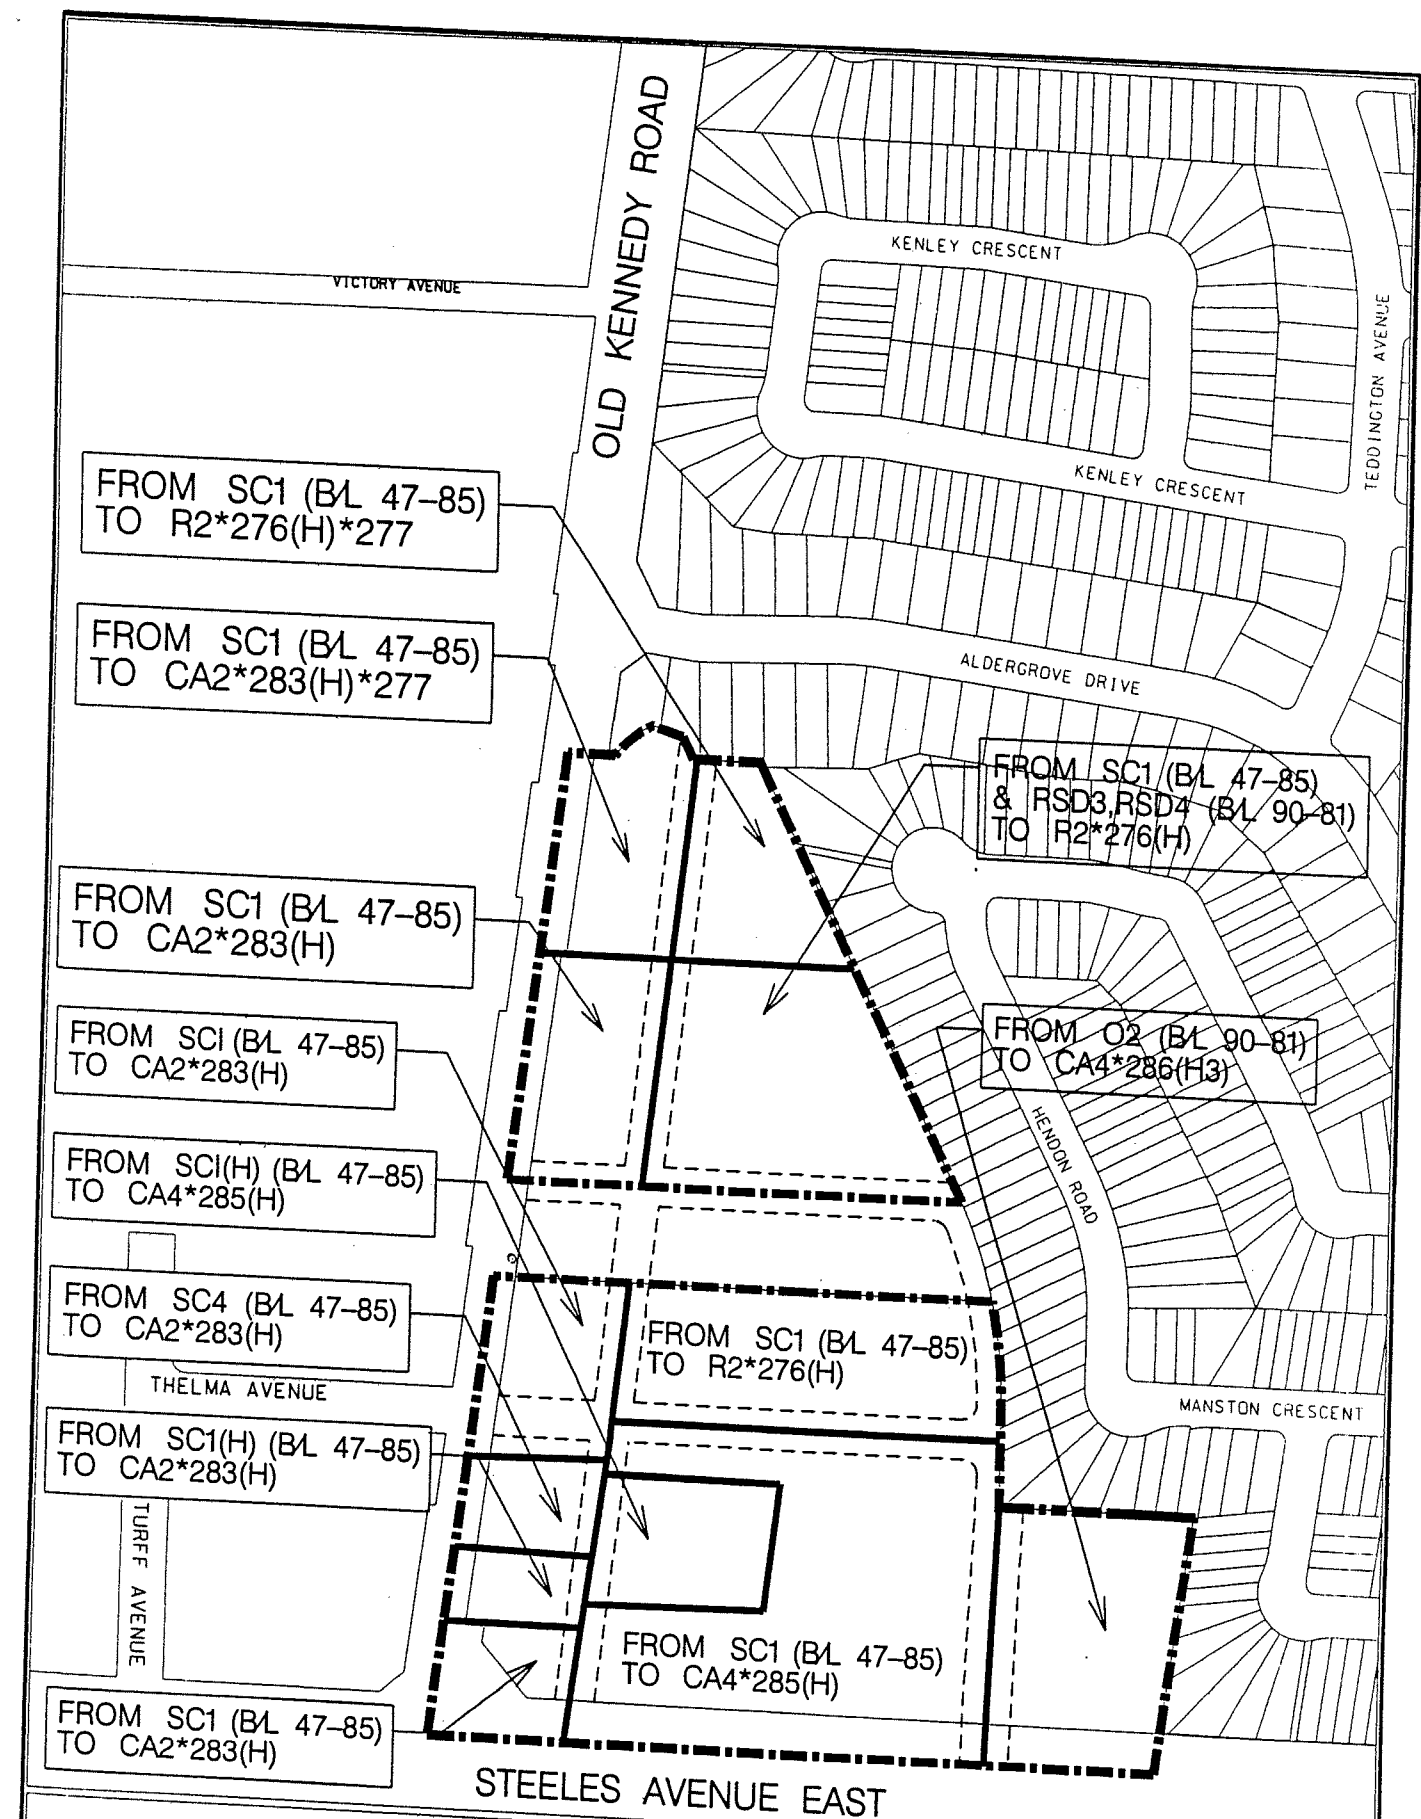 OLD KENNEDY ROAD
KENLEY CRESCENT
VICTORY AVENUE
TEDDINGTON AVENUE
KENLEY CRESCENT
FROM SC1 (B/L 47-85)
TO R2*276(H)*277
FROM SC1 (B/L 47-85)
TO CA2*283(H)*277
ALDERGROVE DRIVE
FROM SC1 (B/L 47-85)
& RSD3,RSD4 (B/L 90-81)
TO R2*276(H)
FROM SC1 (B/L 47-85)
TO CA2*283(H)
FROM SCI (B/L 47-85)
TO CA2*283(H)
FROM O2 (B/L 90-81)
TO CA4*286(H3)
HENDON ROAD
FROM SCI(H) (B/L 47-85)
TO CA4*285(H)
FROM SC4 (B/L 47-85)
TO CA2*283(H)
FROM SC1 (B/L 47-85)
TO R2*276(H)
THELMA AVENUE
MANSTON CRESCENT
FROM SC1(H) (B/L 47-85)
TO CA2*283(H)
TURFF AVENUE
FROM SC1 (B/L 47-85)
TO CA4*285(H)
FROM SC1 (B/L 47-85)
TO CA2*283(H)
STEELES AVENUE EAST